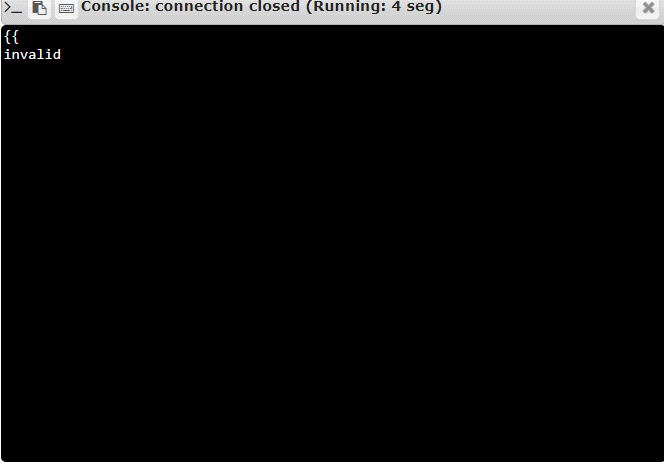 Console: connection closed (Running: 4 seg)
{{
invalid